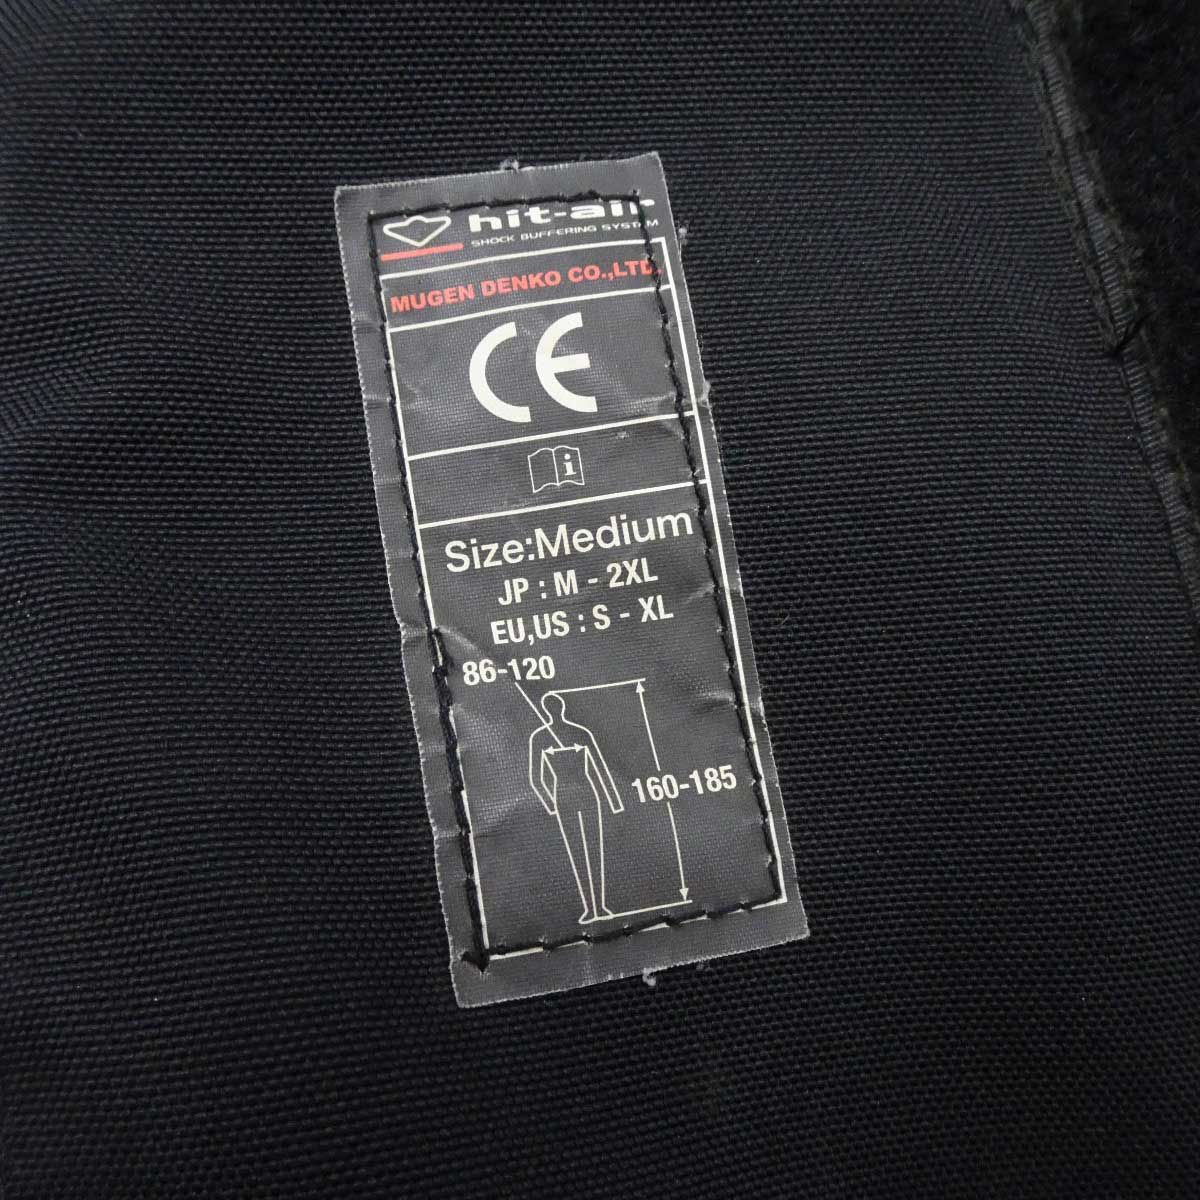 hit-air
SHOCK BUFFERING SYSTEM
MUGEN DENKO CO.,LTD.
CE
i
Size:Medium
JP : M - 2XL
EU,US : S - XL
86-120
160-185